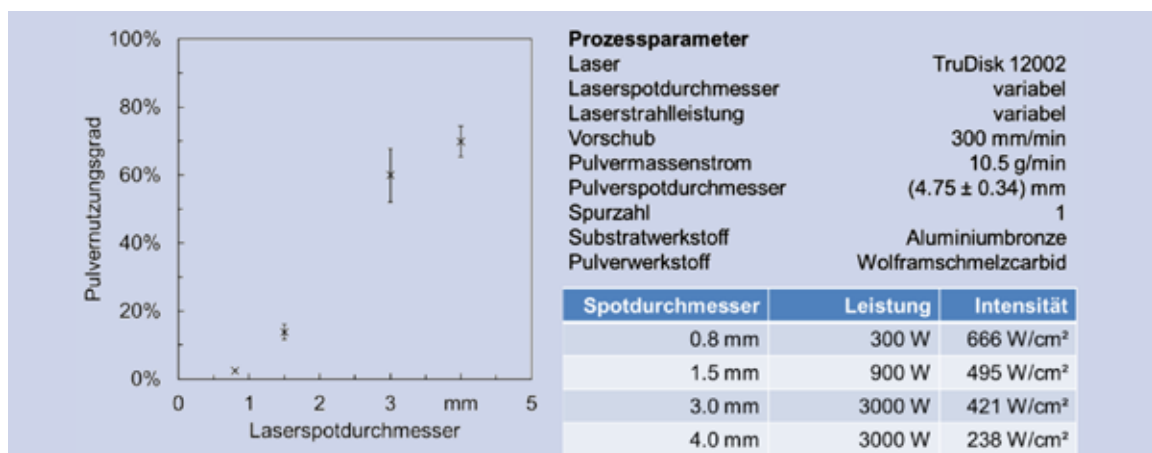 100%
80%
60%
40%
20%
0%
Pulvernutzungsgrad
0 1 2 3 mm 5
Laserspotdurchmesser
Prozessparameter
Laser TruDisk 12002
Laserspotdurchmesser variabel
Laserstrahlleistung variabel
Vorschub 300 mm/min
Pulvermassenstrom 10.5 g/min
Pulverspotdurchmesser (4.75 ± 0.34) mm
Spurzahl 1
Substratwerkstoff Aluminiumbronze
Pulverwerkstoff Wolframschmelzcarbid
Spotdurchmesser Leistung Intensität
0.8 mm 300 W 666 W/cm²
1.5 mm 900 W 495 W/cm²
3.0 mm 3000 W 421 W/cm²
4.0 mm 3000 W 238 W/cm²